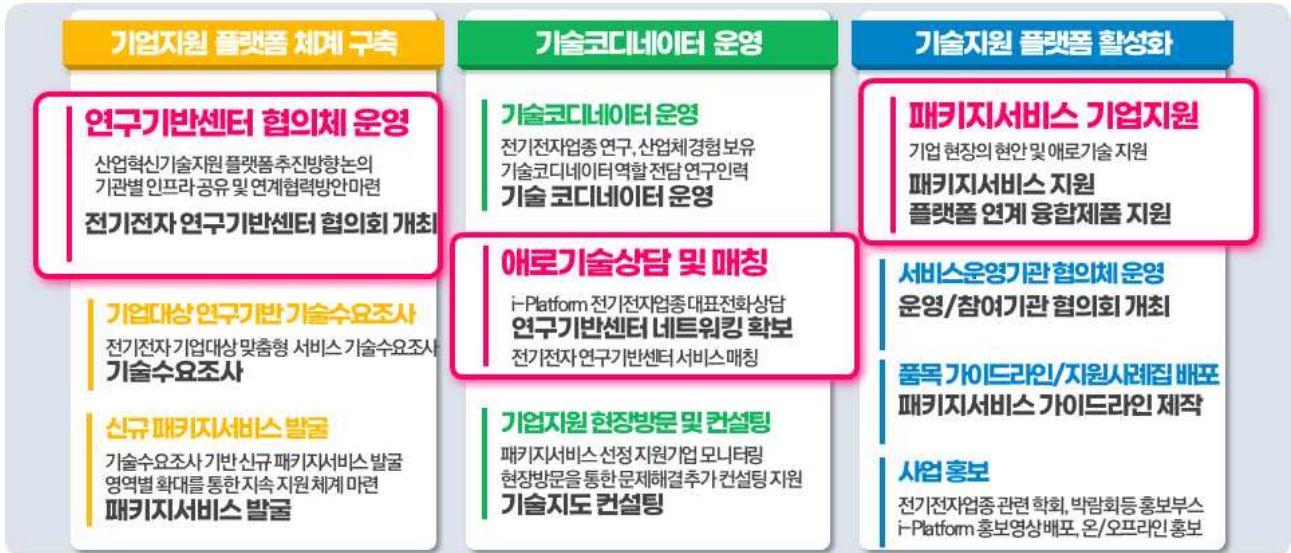 기업지원 플랫폼 체계 구축
연구기반센터 협의체 운영
산업혁신기술지원 플랫폼 추진방향 논의
기관별 인프라 공유 및 연계협력방안 마련
전기전자 연구기반센터 협의회 개최
기업대상 연구기반 기술수요조사
전기전자 기업대상 맞춤형 서비스 기술수요조사
기술수요조사
신규 패키지서비스 발굴
기술수요조사 기반 신규 패키지서비스 발굴
영역별 확대를 통한 지속 지원 체계 마련
패키지서비스 발굴
기술코디네이터 운영
기술코디네이터 운영
전기전자업종 연구, 산업체 경험 보유
기술코디네이터 역할 전담 연구인력
기술 코디네이터 운영
애로기술상담 및 매칭
i-Platform 전기전자업종 대표전화 상담
연구기반센터 네트워킹 확보
전기전자 연구기반센터 서비스 매칭
기업지원 현장방문 및 컨설팅
패키지서비스 선정 지원기업 모니터링
현장방문을 통한 문제해결 추가 컨설팅 지원
기술지도 컨설팅
기술지원 플랫폼 활성화
패키지서비스 기업지원
기업 현장의 현안 및 애로기술 지원
패키지서비스 지원
플랫폼 연계 융합제품 지원
서비스운영기관 협의체 운영
운영/참여기관 협의회 개최
품목 가이드라인/지원사례집 배포
패키지서비스 가이드라인 제작
사업 홍보
전기전자업종 관련 학회, 박람회등 홍보부스
i-Platform 홍보영상 배포, 온/오프라인 홍보